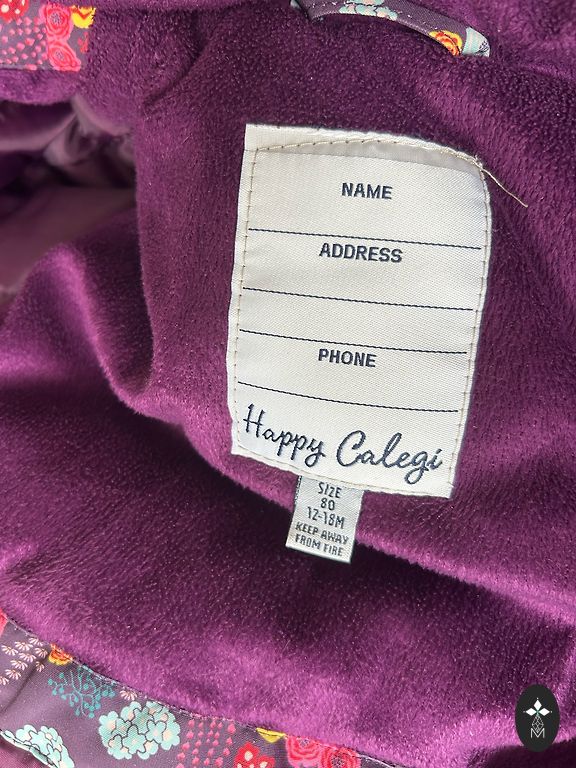 NAME
ADDRESS
PHONE
Happy Calegi
SIZE
80
12-18M
KEEP AWAY
FROM FIRE
M